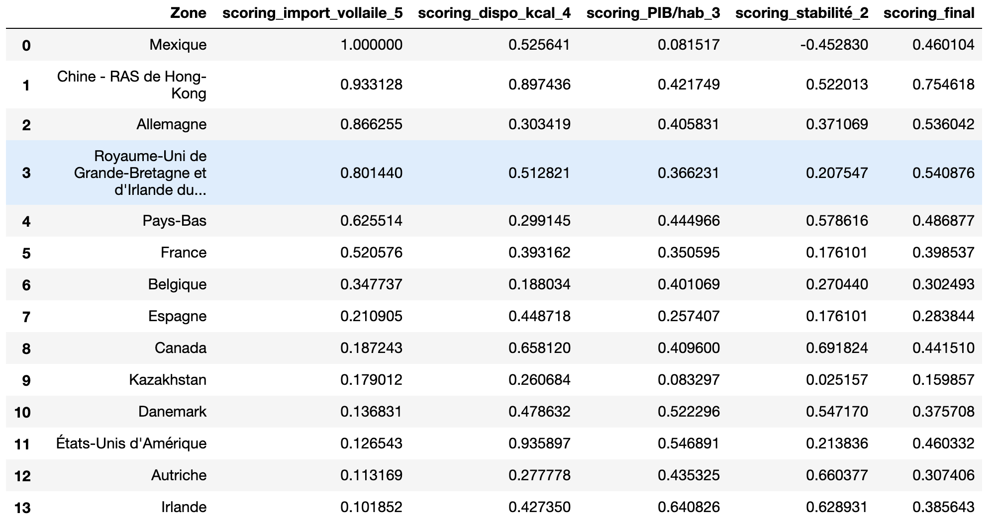 Zone scoring_import_vollaile_5 scoring_dispo_kcal_4 scoring_PIB/hab_3 scoring_stabilité_2 scoring_final
0 Mexique 1.000000 0.525641 0.081517 -0.452830 0.460104
1 Chine - RAS de Hong-
Kong 0.933128 0.897436 0.421749 0.522013 0.754618
2 Allemagne 0.866255 0.303419 0.405831 0.371069 0.536042
3 Royaume-Uni de
Grande-Bretagne et
d'Irlande du... 0.801440 0.512821 0.366231 0.207547 0.540876
4 Pays-Bas 0.625514 0.299145 0.444966 0.578616 0.486877
5 France 0.520576 0.393162 0.350595 0.176101 0.398537
6 Belgique 0.347737 0.188034 0.401069 0.270440 0.302493
7 Espagne 0.210905 0.448718 0.257407 0.176101 0.283844
8 Canada 0.187243 0.658120 0.409600 0.691824 0.441510
9 Kazakhstan 0.179012 0.260684 0.083297 0.025157 0.159857
10 Danemark 0.136831 0.478632 0.522296 0.547170 0.375708
11 États-Unis d'Amérique 0.126543 0.935897 0.546891 0.213836 0.460332
12 Autriche 0.113169 0.277778 0.435325 0.660377 0.307406
13 Irlande 0.101852 0.427350 0.640826 0.628931 0.385643